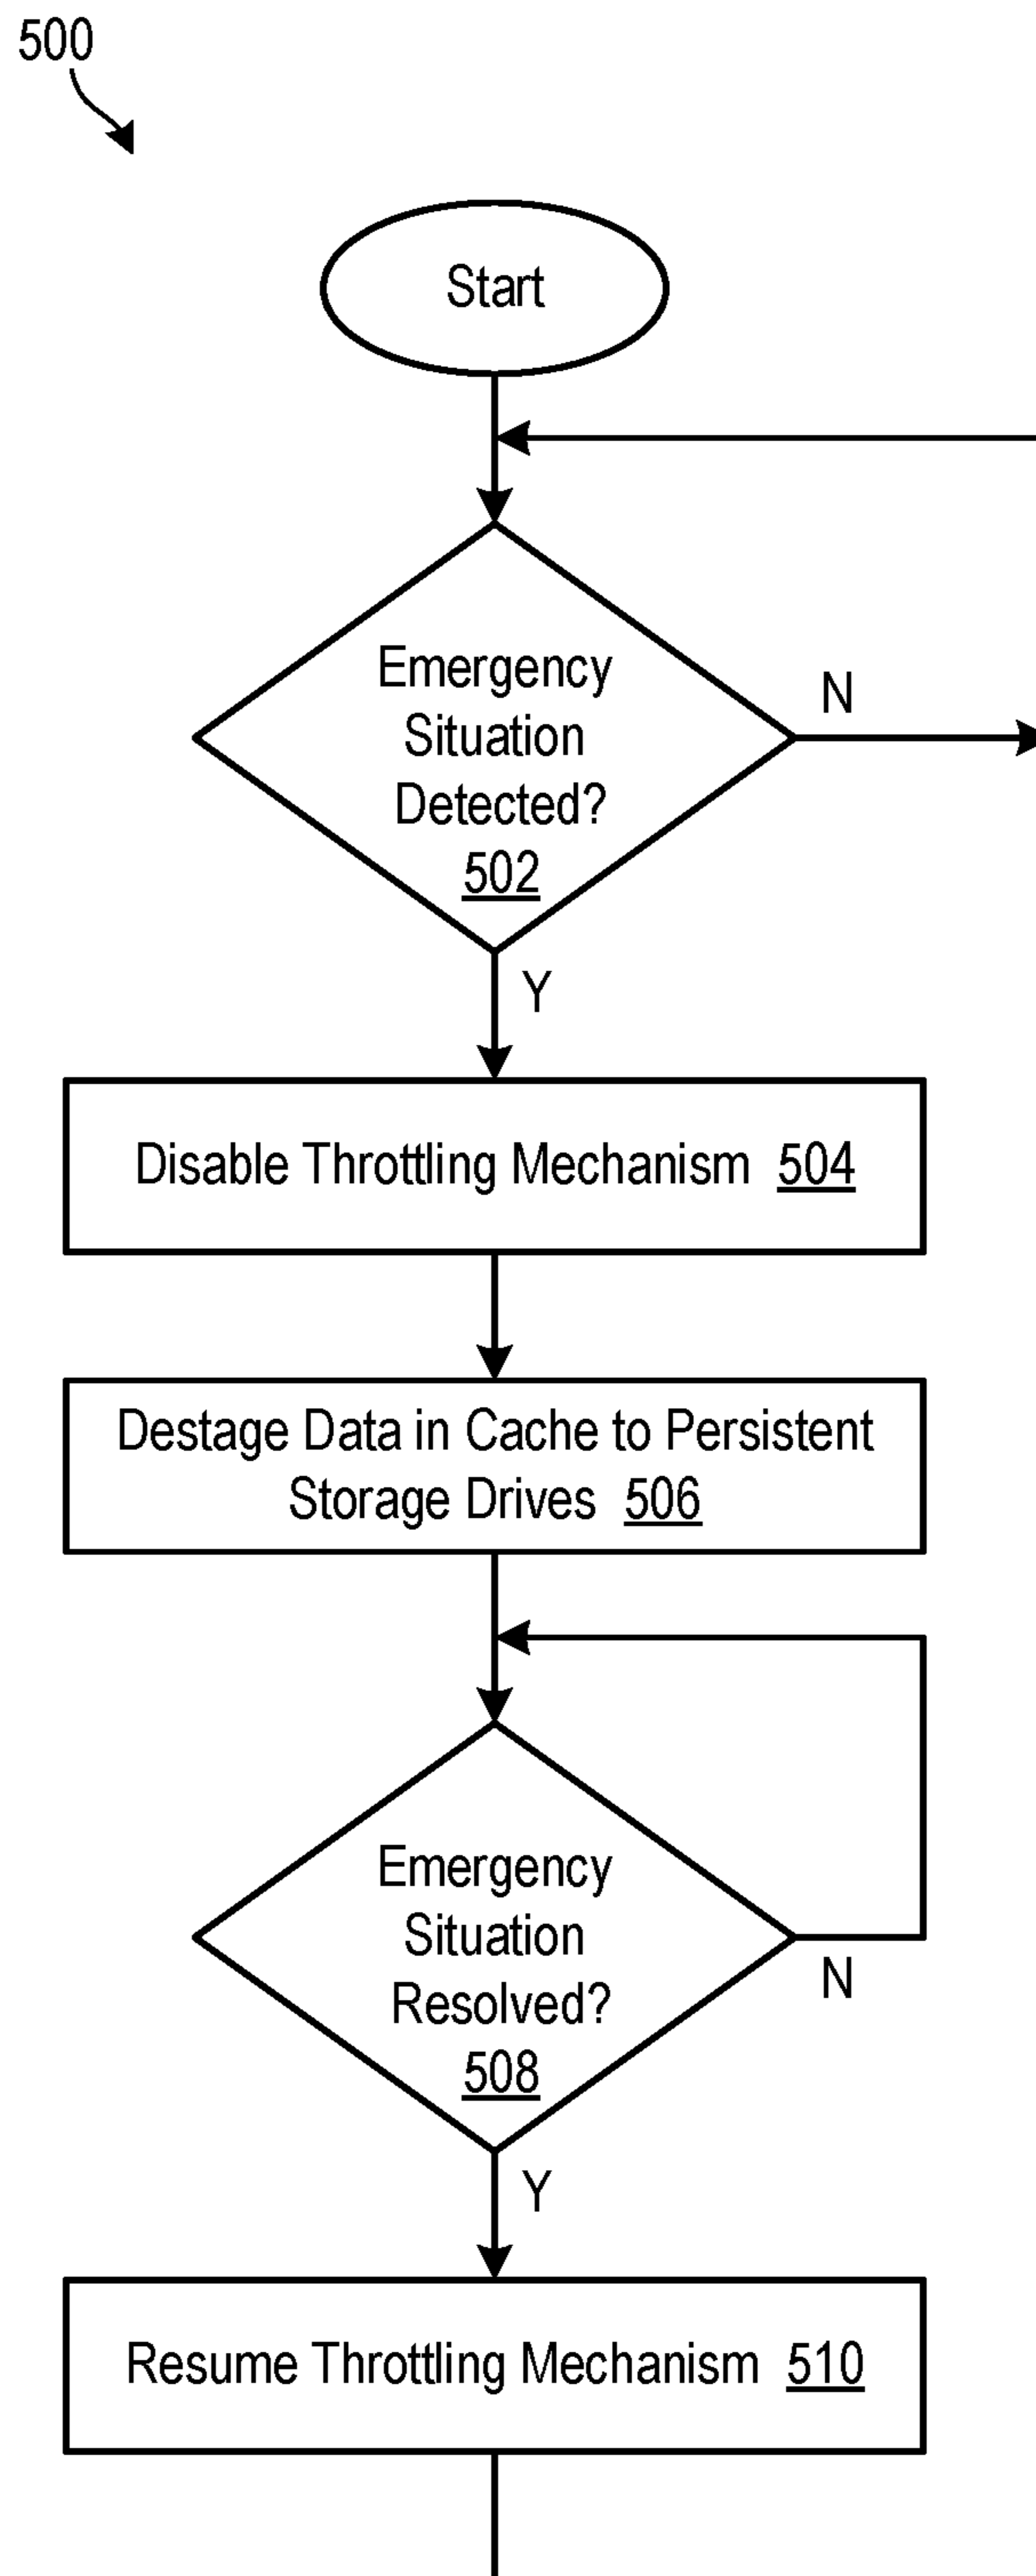 500
Start
Emergency
Situation
Detected?
502
N
Y
Disable Throttling Mechanism 504
Destage Data in Cache to Persistent
Storage Drives 506
Emergency
Situation
Resolved?
508
N
Y
Resume Throttling Mechanism 510